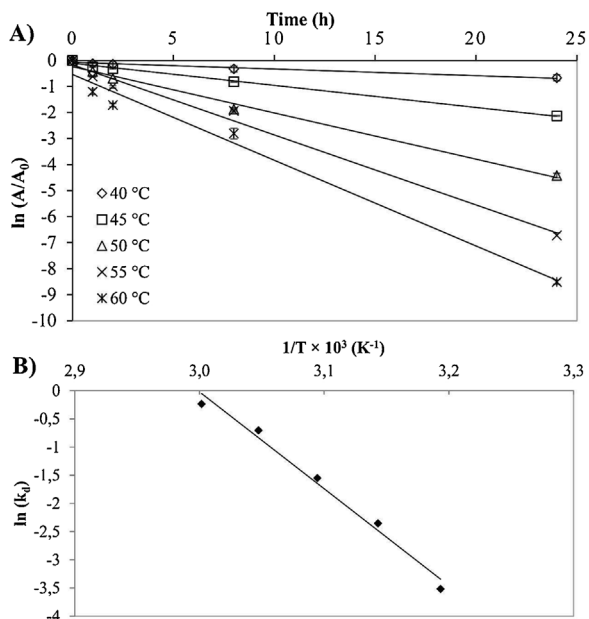 Time (h)
A)
0 5 10 15 20 25
0
-1
-2
-3
-4
-5
-6
-7
-8
-9
-10
ln (A/A₀)
40 °C
45 °C
50 °C
55 °C
60 °C
1/T × 10³ (K⁻¹)
B)
2,9 3,0 3,1 3,2 3,3
0
-0,5
-1
-1,5
-2
-2,5
-3
-3,5
-4
ln (k_d)